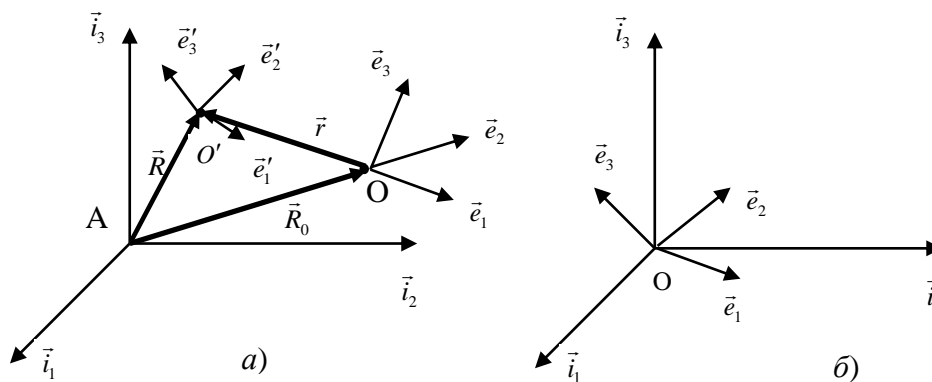 i⃗₃
e⃗′₃
e⃗′₂
O′
e⃗′₁
R⃗
r⃗
e⃗₃
e⃗₂
O
e⃗₁
A
R⃗₀
i⃗₂
i⃗₁
а)
i⃗₃
e⃗₃
e⃗₂
O
e⃗₁
i⃗
i⃗₁
б)